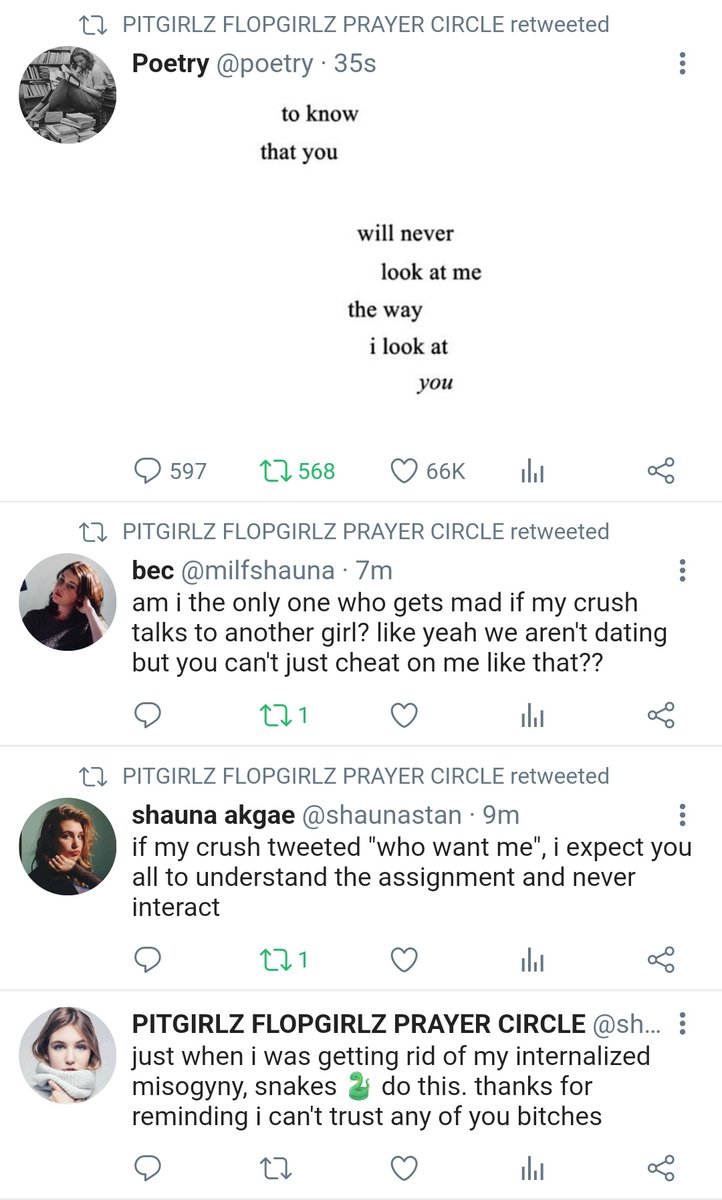 PITGIRLZ FLOPGIRLZ PRAYER CIRCLE retweeted
Poetry @poetry · 35s
to know
that you
will never
look at me
the way
i look at
you
597 568 66K
PITGIRLZ FLOPGIRLZ PRAYER CIRCLE retweeted
bec @milfshauna · 7m
am i the only one who gets mad if my crush
talks to another girl? like yeah we aren't dating
but you can't just cheat on me like that??
1
PITGIRLZ FLOPGIRLZ PRAYER CIRCLE retweeted
shauna akgae @shaunastan · 9m
if my crush tweeted "who want me", i expect you
all to understand the assignment and never
interact
1
PITGIRLZ FLOPGIRLZ PRAYER CIRCLE @sh...
just when i was getting rid of my internalized
misogyny, snakes 🐍 do this. thanks for
reminding i can't trust any of you bitches